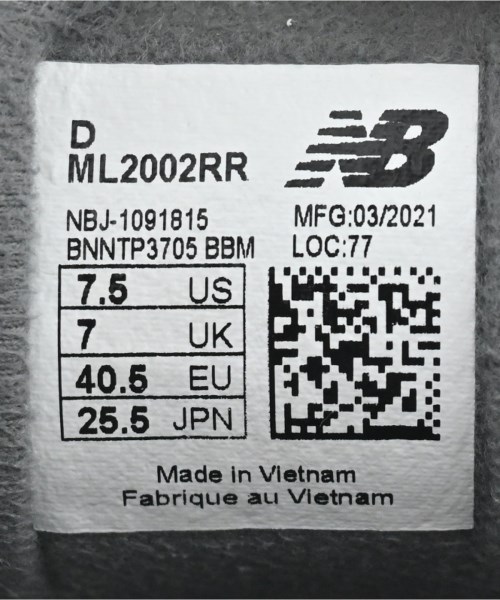 D
NB
ML2002RR
NBJ-1091815 MFG:03/2021
BNNTP3705 BBM LOC:77
7.5 US
7 UK
40.5 EU
25.5 JPN
Made in Vietnam
Fabrique au Vietnam